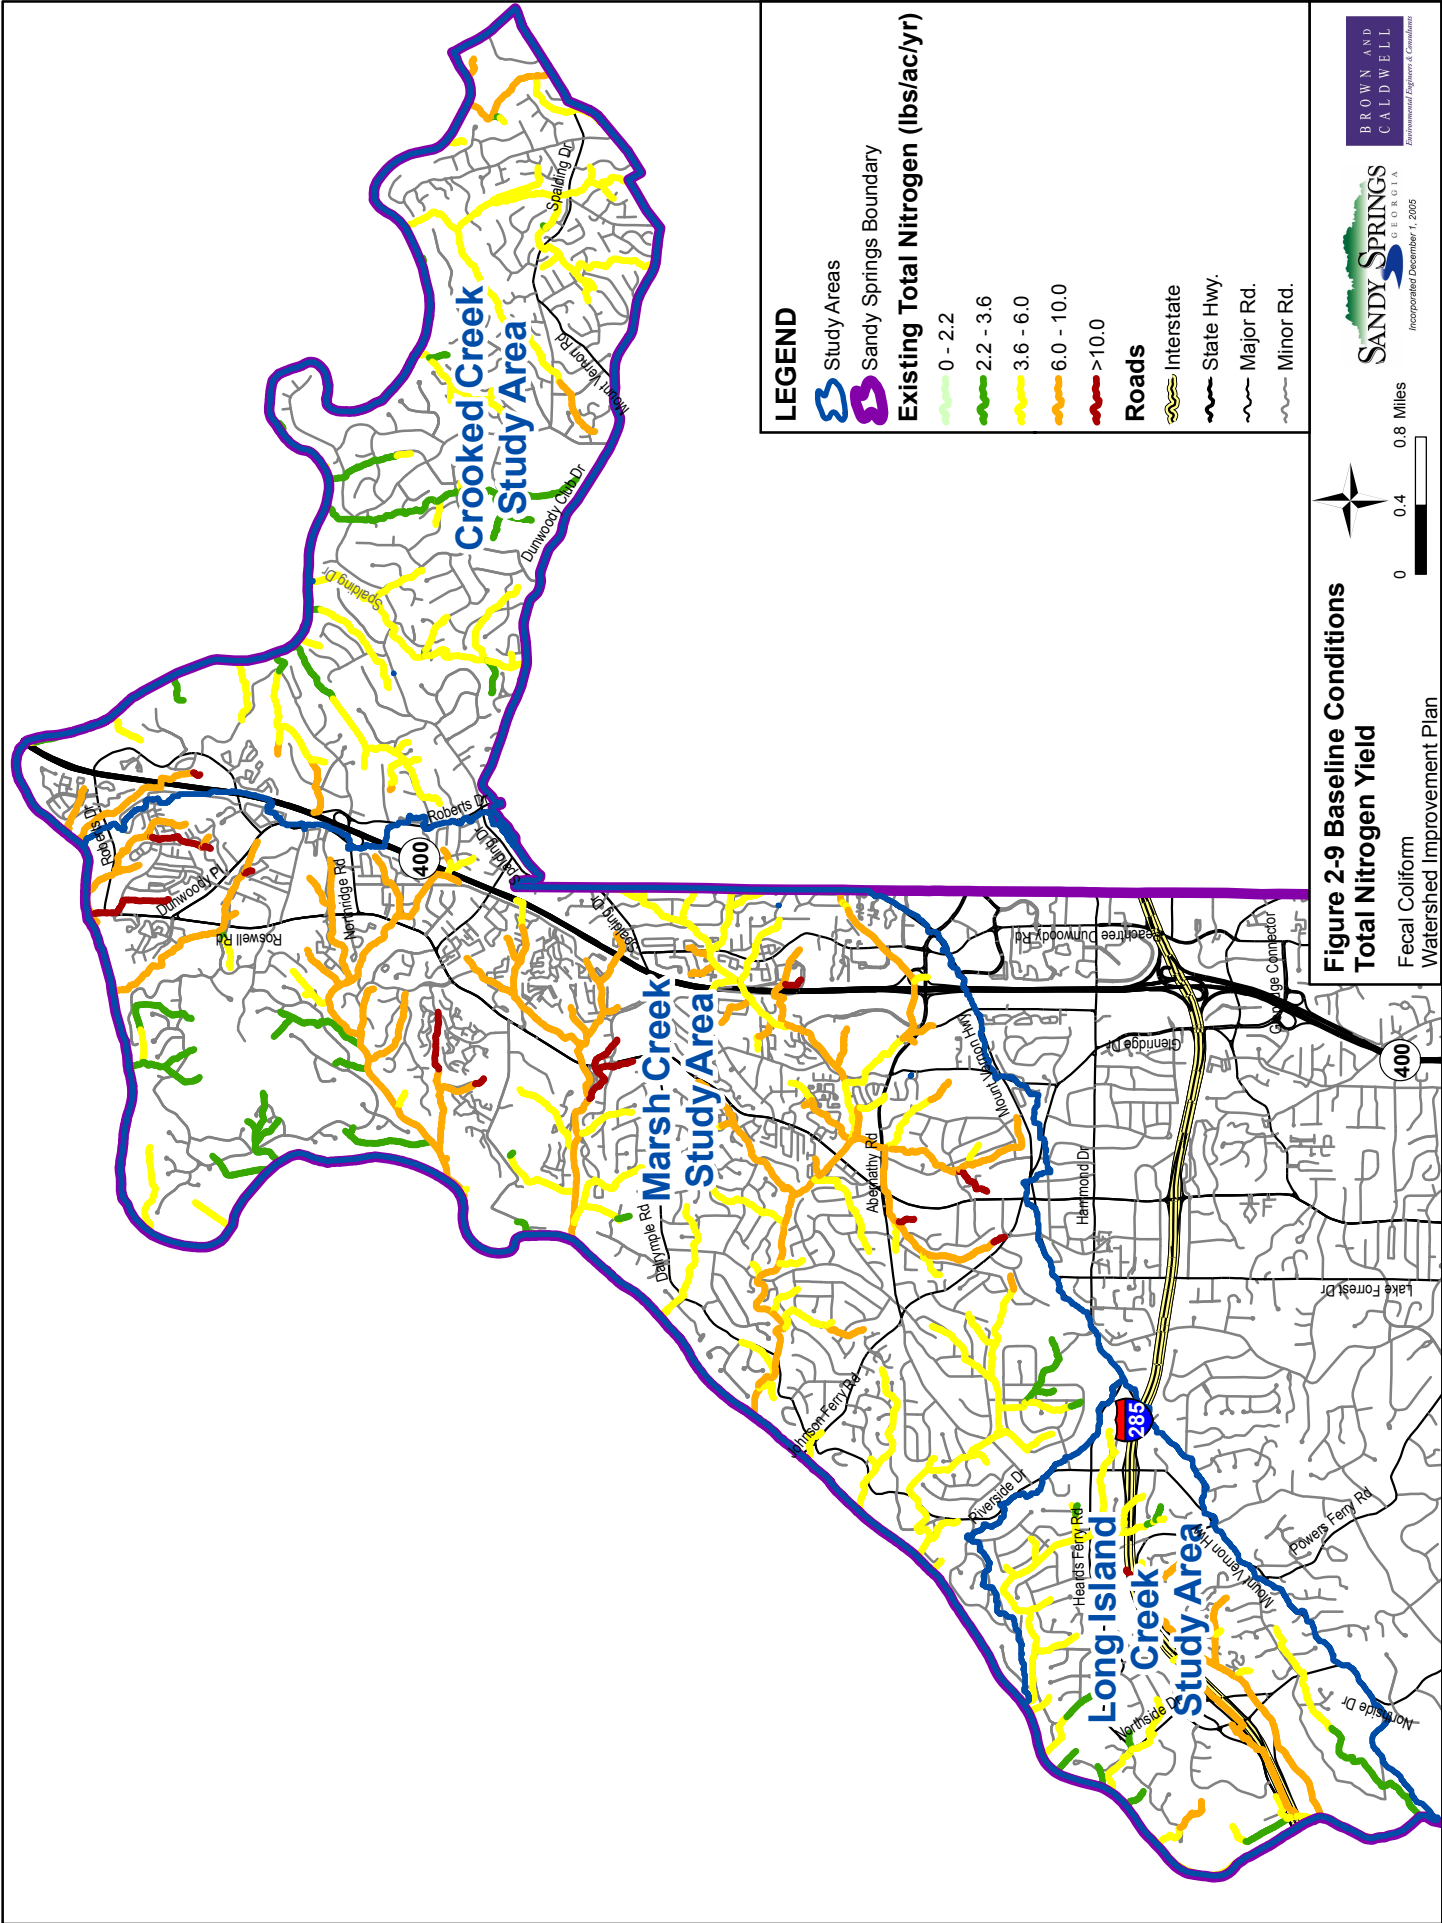 Crooked Creek
Study Area
Marsh Creek
Study Area
Long Island
Creek
Study Area
Spalding Dr
Mount Vernon Rd
Dunwoody Club Dr
Spalding Dr
Roberts Dr
Roberts Dr
Dunwoody Pl
Roswell Rd
Northridge Rd
400
Spalding Dr
Spalding Dr
Peachtree Dunwoody Rd
Glenridge Connector
Glenridge Dr
Mount Vernon Hwy
400
Abernathy Rd
Hammond Dr
Dalrymple Rd
Lake Forrest Dr
Johnson Ferry Rd
285
Riverside Dr
Heards Ferry Rd
Mount Vernon Hwy
Powers Ferry Rd
Northside Dr
Northside Dr
LEGEND
Study Areas
Sandy Springs Boundary
Existing Total Nitrogen (lbs/ac/yr)
0 - 2.2
2.2 - 3.6
3.6 - 6.0
6.0 - 10.0
>10.0
Roads
Interstate
State Hwy.
Major Rd.
Minor Rd.
Figure 2-9 Baseline Conditions
Total Nitrogen Yield
Fecal Coliform
Watershed Improvement Plan
0 0.4 0.8 Miles
SANDY SPRINGS
GEORGIA
Incorporated December 1, 2005
BROWN AND
CALDWELL
Environmental Engineers & Consultants